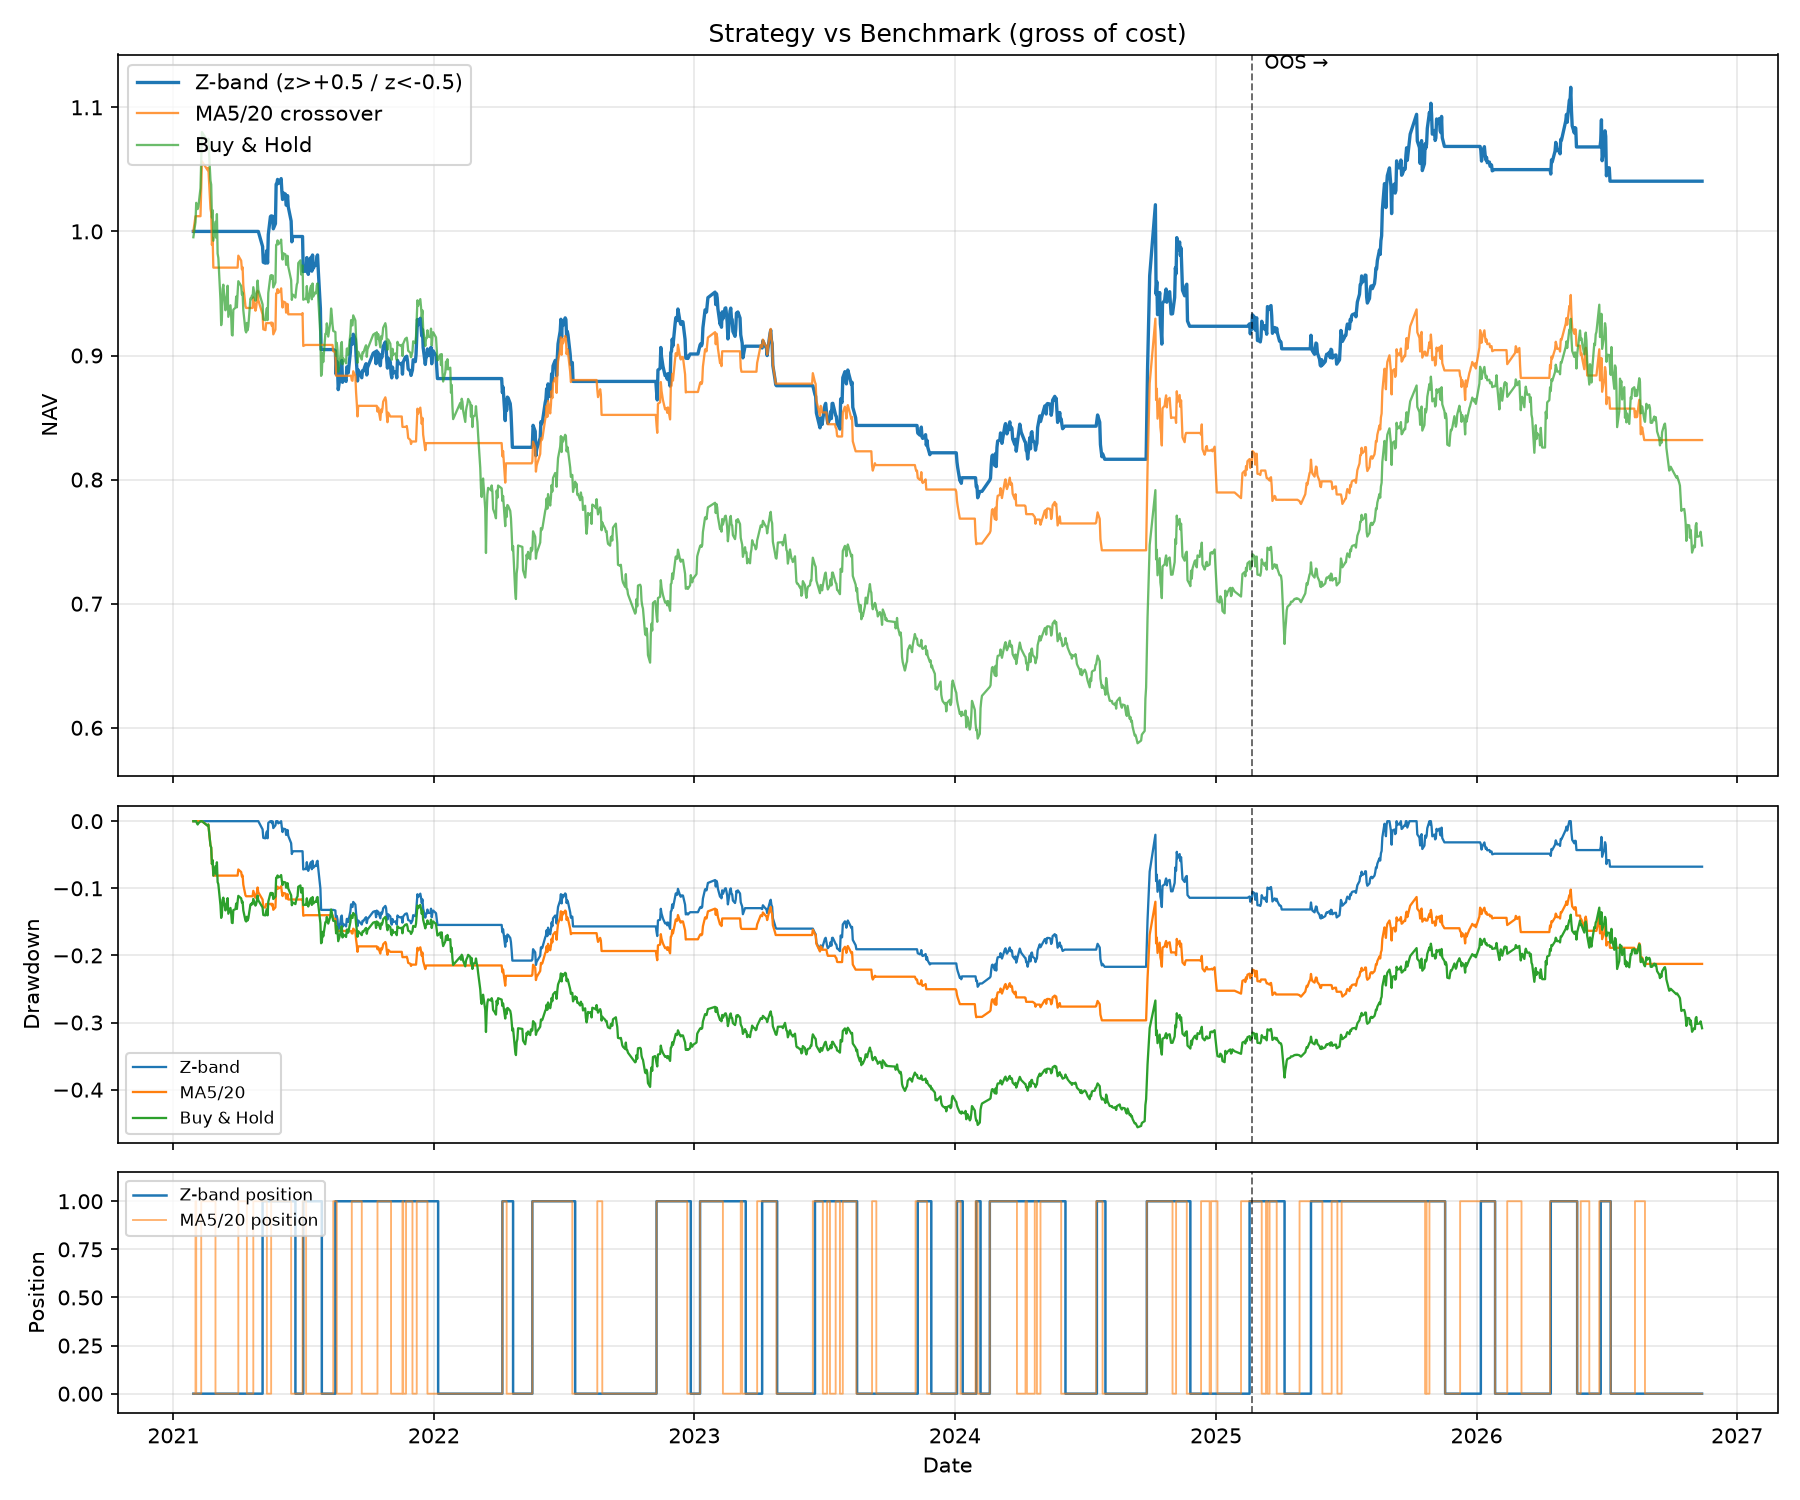 Strategy vs Benchmark (gross of cost)
OOS →
Z-band (z>+0.5 / z<-0.5)
MA5/20 crossover
Buy & Hold
1.1
1.0
0.9
0.8
0.7
0.6
NAV
0.0
−0.1
−0.2
−0.3
−0.4
Drawdown
Z-band
MA5/20
Buy & Hold
Z-band position
MA5/20 position
1.00
0.75
0.50
0.25
0.00
Position
2021 2022 2023 2024 2025 2026 2027
Date